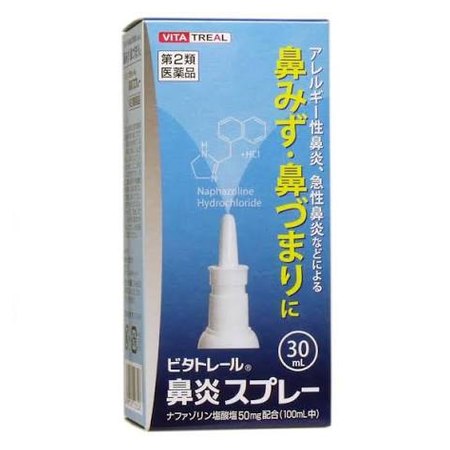 VITA TREAL
第2類
医薬品
アレルギー性鼻炎、急性鼻炎などによる
鼻みず・鼻づまりに
N
N
H
•HCl
Naphazoline
Hydrochloride
30
mL
ビタトレール®
鼻炎スプレー
ナファゾリン塩酸塩50mg配合(100mL中)